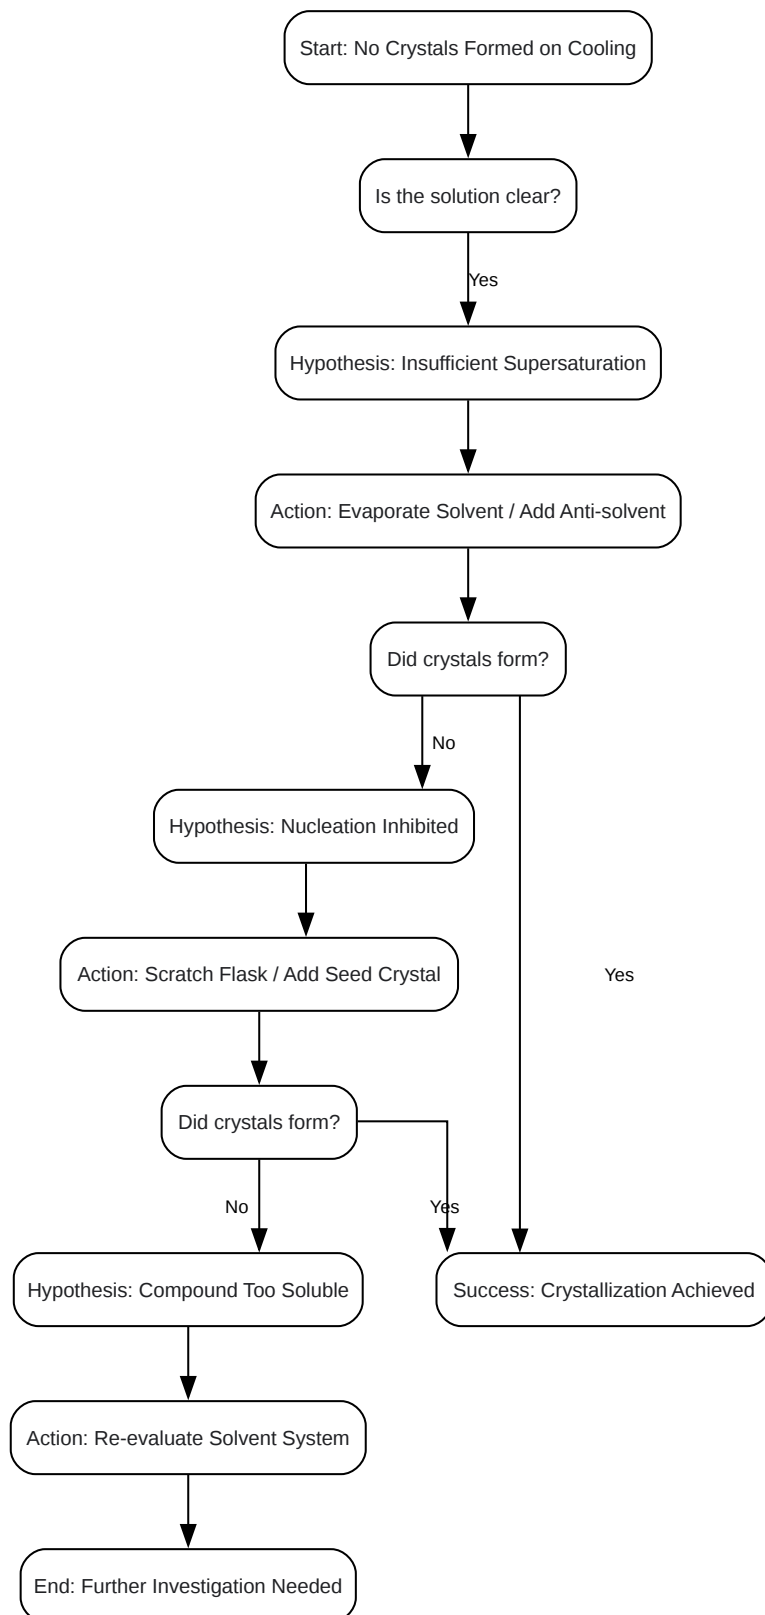 Start: No Crystals Formed on Cooling
Is the solution clear?
Yes
Hypothesis: Insufficient Supersaturation
Action: Evaporate Solvent / Add Anti-solvent
Did crystals form?
No
Hypothesis: Nucleation Inhibited
Action: Scratch Flask / Add Seed Crystal
Yes
Did crystals form?
No
Yes
Hypothesis: Compound Too Soluble
Success: Crystallization Achieved
Action: Re-evaluate Solvent System
End: Further Investigation Needed